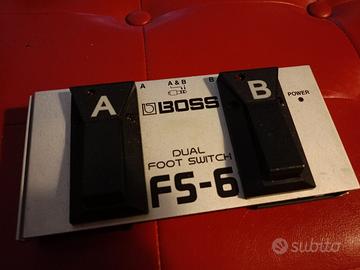 A
A & B
B
POWER
A
B
BOSS
DUAL
FOOT SWITCH
FS-6
subito